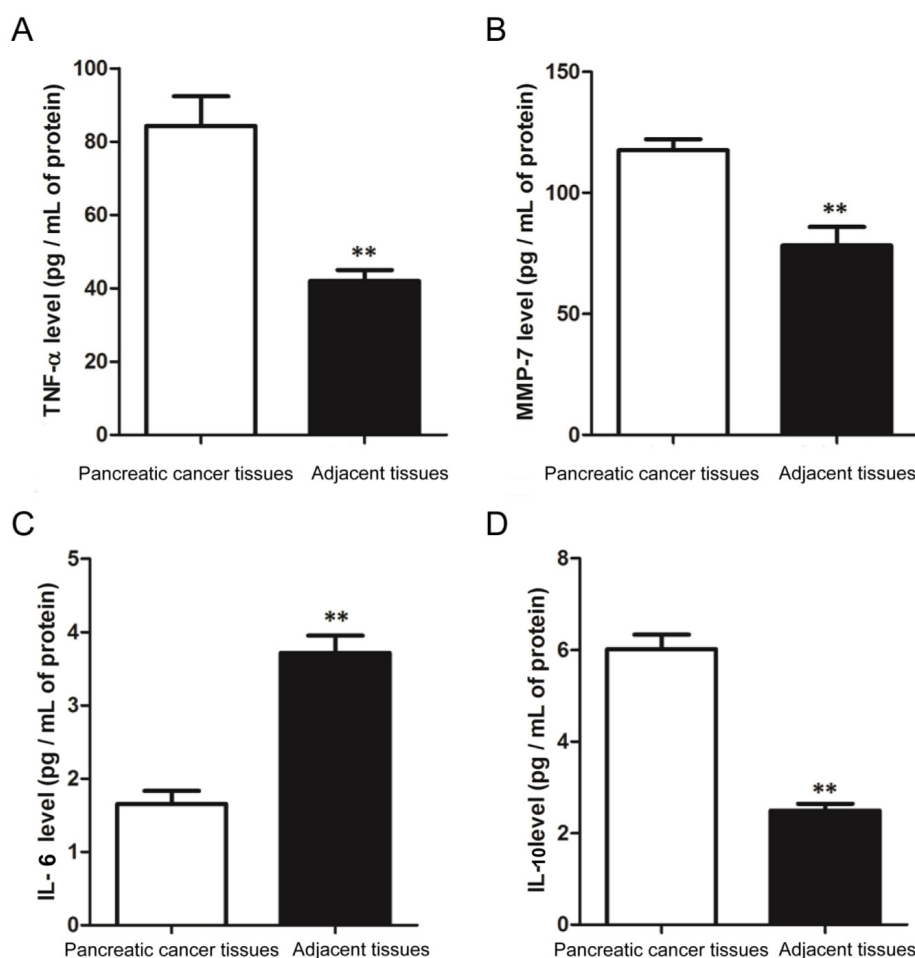 A
TNF-α level (pg / mL of protein)
100
80
60
40
20
0
**
Pancreatic cancer tissues
Adjacent tissues
B
MMP-7 level (pg / mL of protein)
150
100
50
0
**
Pancreatic cancer tissues
Adjacent tissues
C
IL- 6 level (pg / mL of protein)
5
4
3
2
1
0
**
Pancreatic cancer tissues
Adjacent tissues
D
IL-10level (pg / mL of protein)
8
6
4
2
0
**
Pancreatic cancer tissues
Adjacent tissues